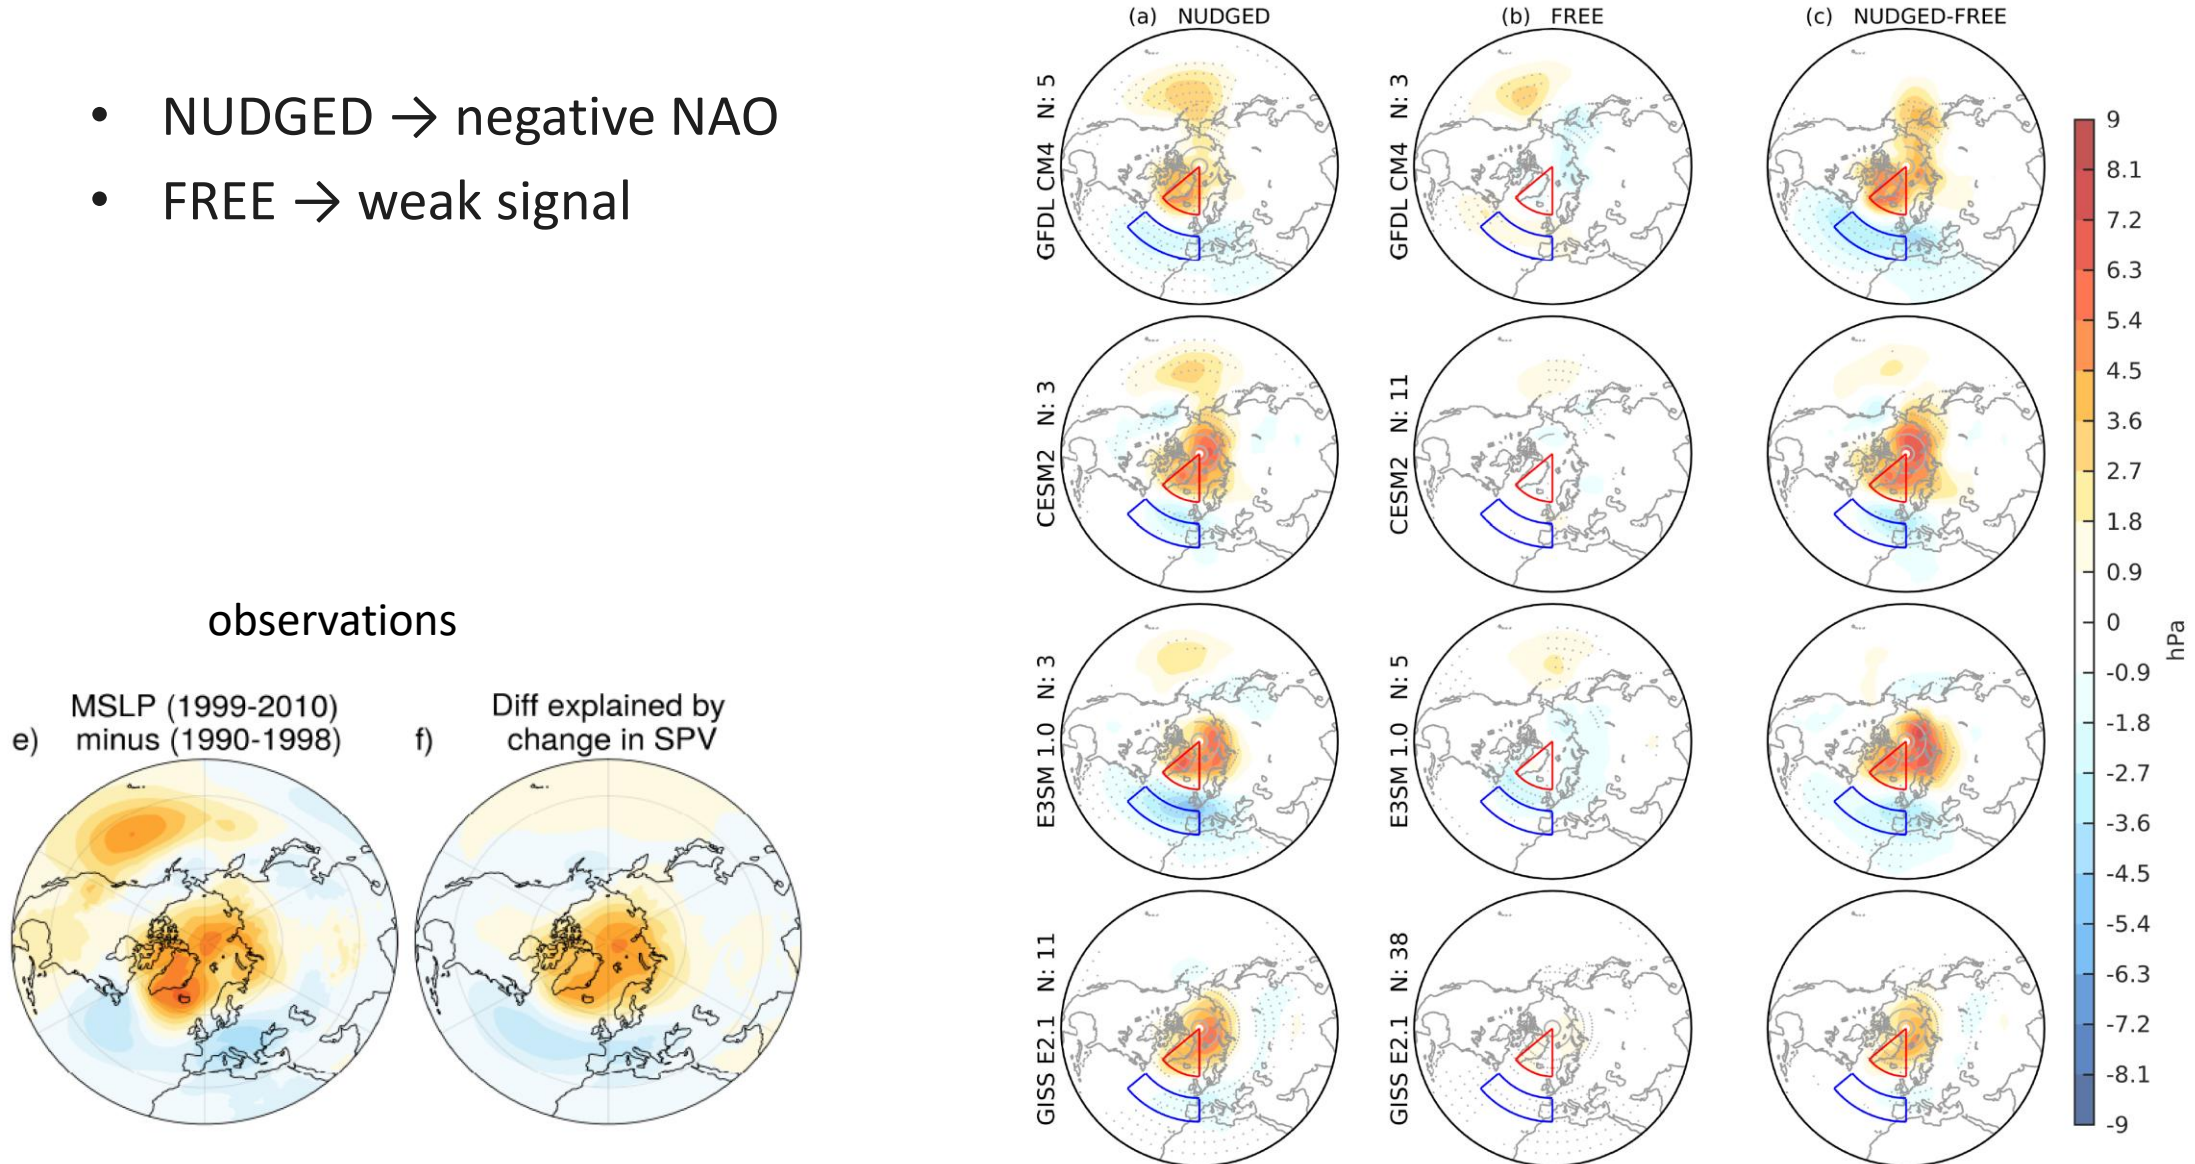 • NUDGED → negative NAO
• FREE → weak signal
observations
MSLP (1999-2010)
e) minus (1990-1998)
Diff explained by
f) change in SPV
(a) NUDGED
(b) FREE
(c) NUDGED-FREE
GFDL CM4 N: 5
GFDL CM4 N: 3
CESM2 N: 3
CESM2 N: 11
E3SM 1.0 N: 3
E3SM 1.0 N: 5
GISS E2.1 N: 11
GISS E2.1 N: 38
9
8.1
7.2
6.3
5.4
4.5
3.6
2.7
1.8
0.9
0
-0.9
-1.8
-2.7
-3.6
-4.5
-5.4
-6.3
-7.2
-8.1
-9
hPa